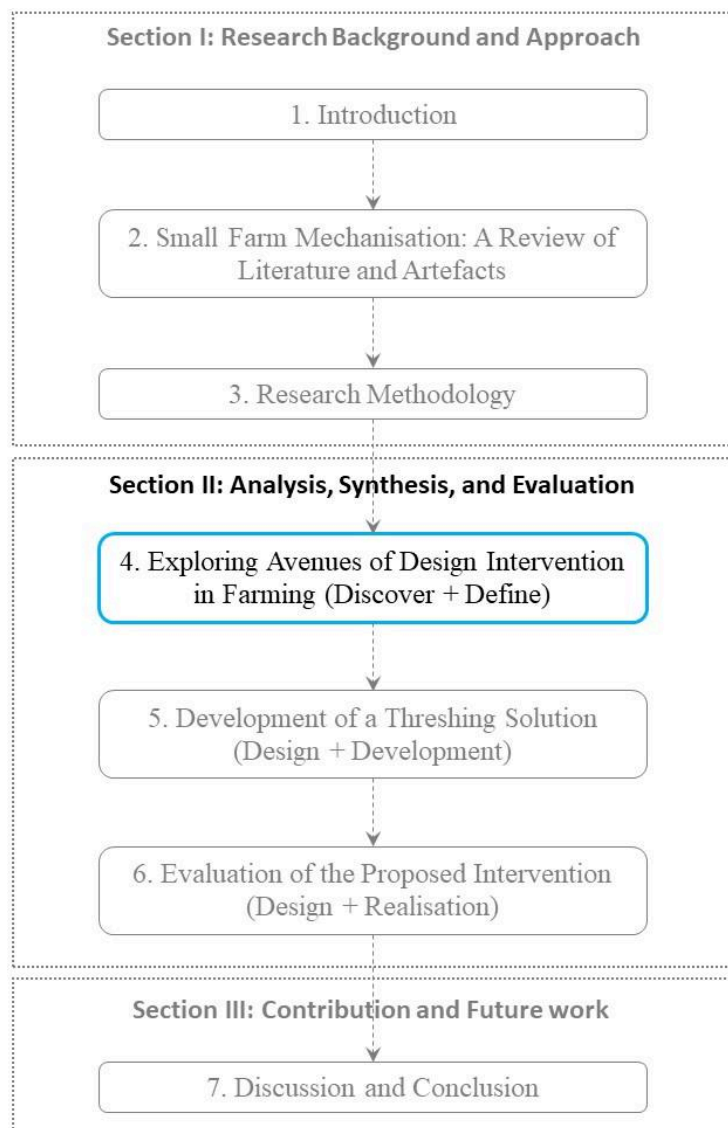 Section I: Research Background and Approach
1. Introduction
2. Small Farm Mechanisation: A Review of
Literature and Artefacts
3. Research Methodology
Section II: Analysis, Synthesis, and Evaluation
4. Exploring Avenues of Design Intervention
in Farming (Discover + Define)
5. Development of a Threshing Solution
(Design + Development)
6. Evaluation of the Proposed Intervention
(Design + Realisation)
Section III: Contribution and Future work
7. Discussion and Conclusion